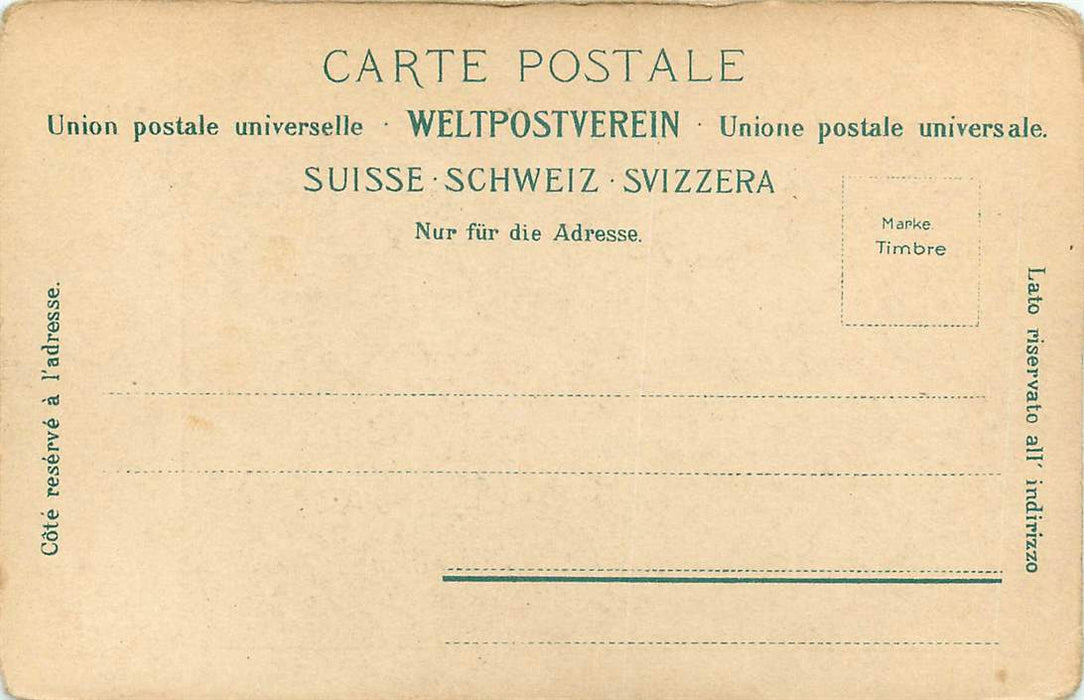 CARTE POSTALE
Union postale universelle · WELTPOSTVEREIN · Unione postale universale.
SUISSE · SCHWEIZ · SVIZZERA
Nur für die Adresse.
Marke.
Timbre
Côté resérvé à l'adresse.
Lato riservato all' indirizzo